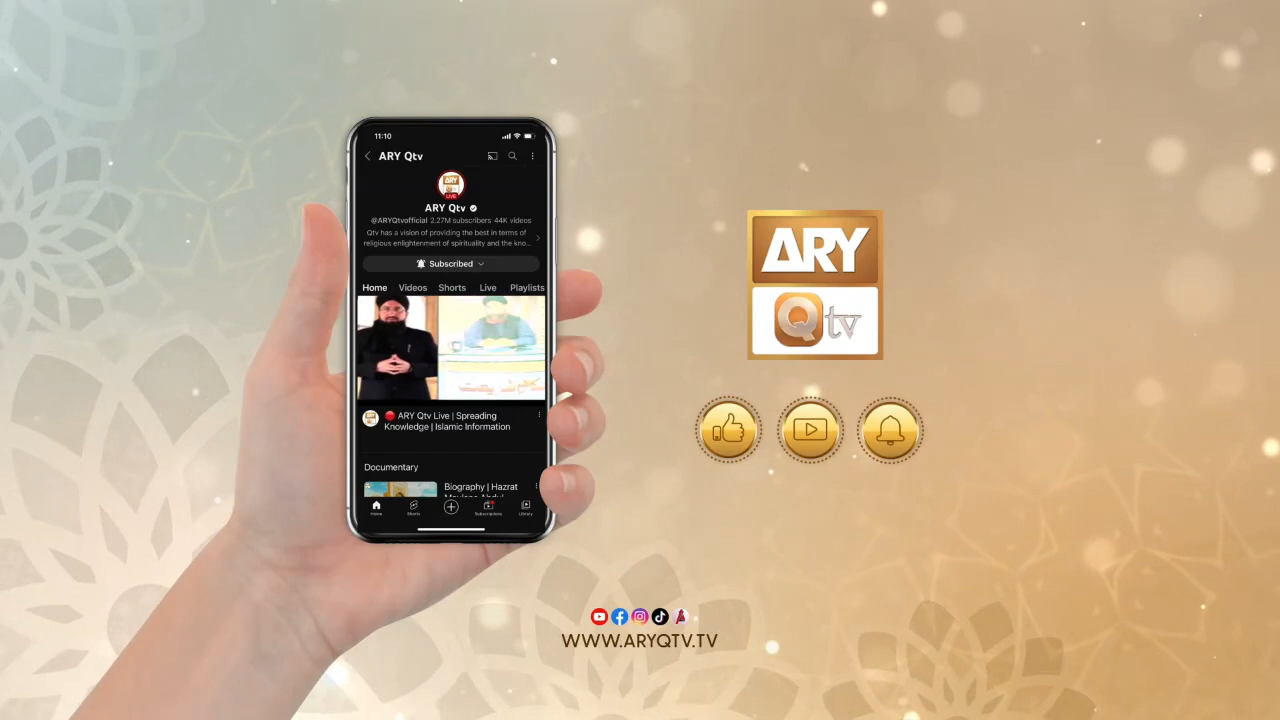 11:10
ARY Qtv
ARY
LIVE
ARY Qtv
@ARYQtvofficial 2.27M subscribers 44K videos
Qtv has a vision of providing the best in terms of
religious enlightenment of spirituality and the kno...
Subscribed
Home Videos Shorts Live Playlists
ARY Qtv Live | Spreading
Knowledge | Islamic Information
Documentary
Biography | Hazrat
Home Shorts Subscriptions Library
ARY
Qtv
WWW.ARYQTV.TV